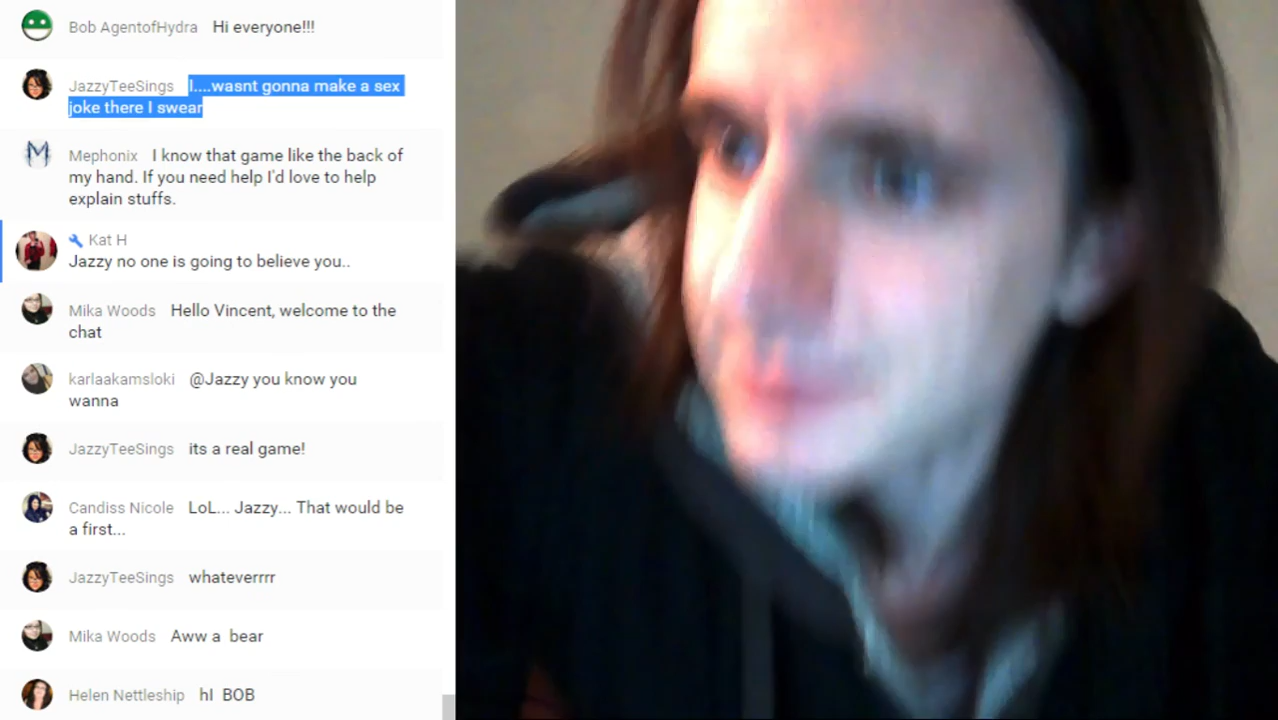 Bob AgentofHydra Hi everyone!!!
JazzyTeeSings I....wasnt gonna make a sex
joke there I swear
Mephonix I know that game like the back of
my hand. If you need help I'd love to help
explain stuffs.
Kat H
Jazzy no one is going to believe you..
Mika Woods Hello Vincent, welcome to the
chat
karlaakamsloki @Jazzy you know you
wanna
JazzyTeeSings its a real game!
Candiss Nicole LoL... Jazzy... That would be
a first...
JazzyTeeSings whateverrrr
Mika Woods Aww a bear
Helen Nettleship hI BOB